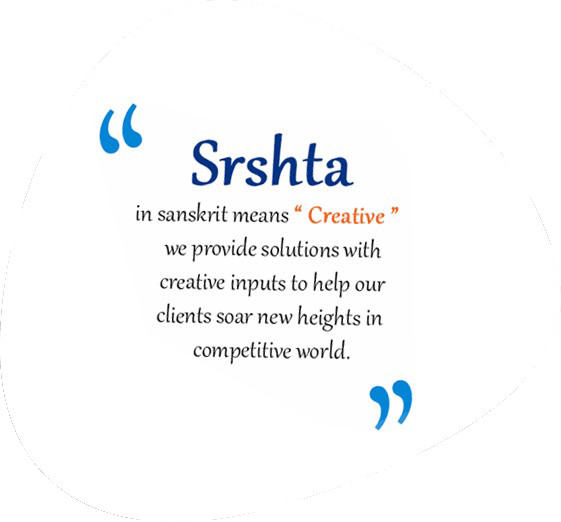 “
Srshta
in sanskrit means “ Creative ”
we provide solutions with
creative inputs to help our
clients soar new heights in
competitive world.
”